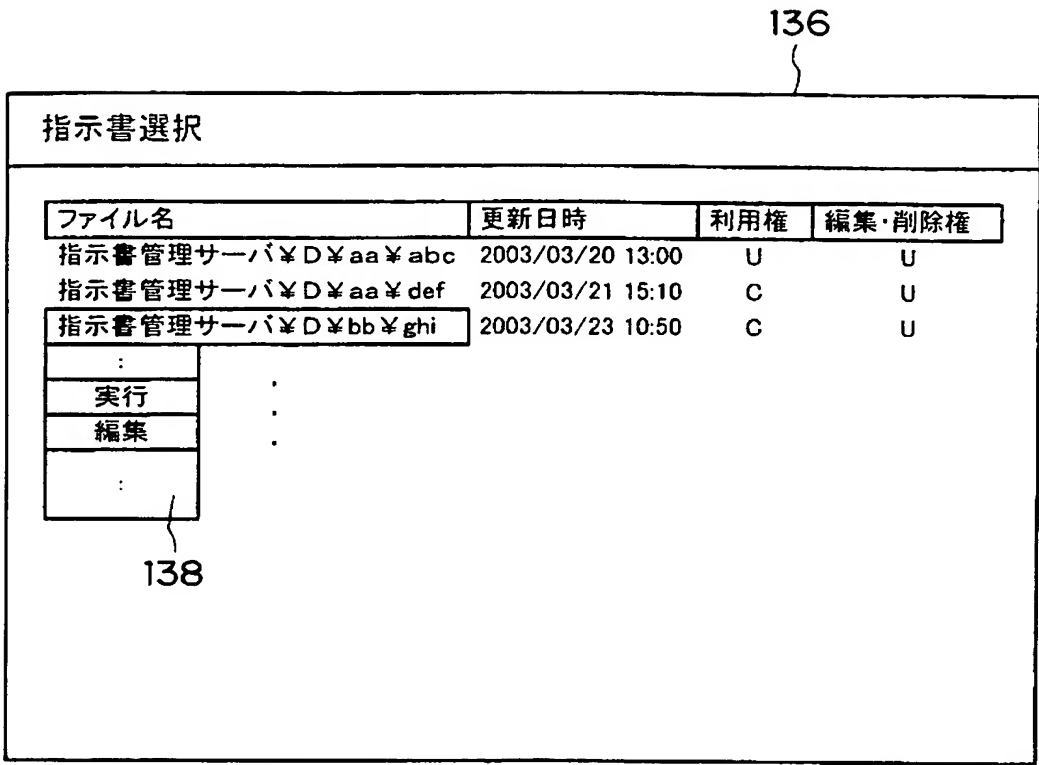 136
指示書選択
ファイル名 更新日時 利用権 編集・削除権
指示書管理サーバ¥D¥aa¥abc 2003/03/20 13:00 U U
指示書管理サーバ¥D¥aa¥def 2003/03/21 15:10 C U
指示書管理サーバ¥D¥bb¥ghi 2003/03/23 10:50 C U
:
実行
編集
:
138